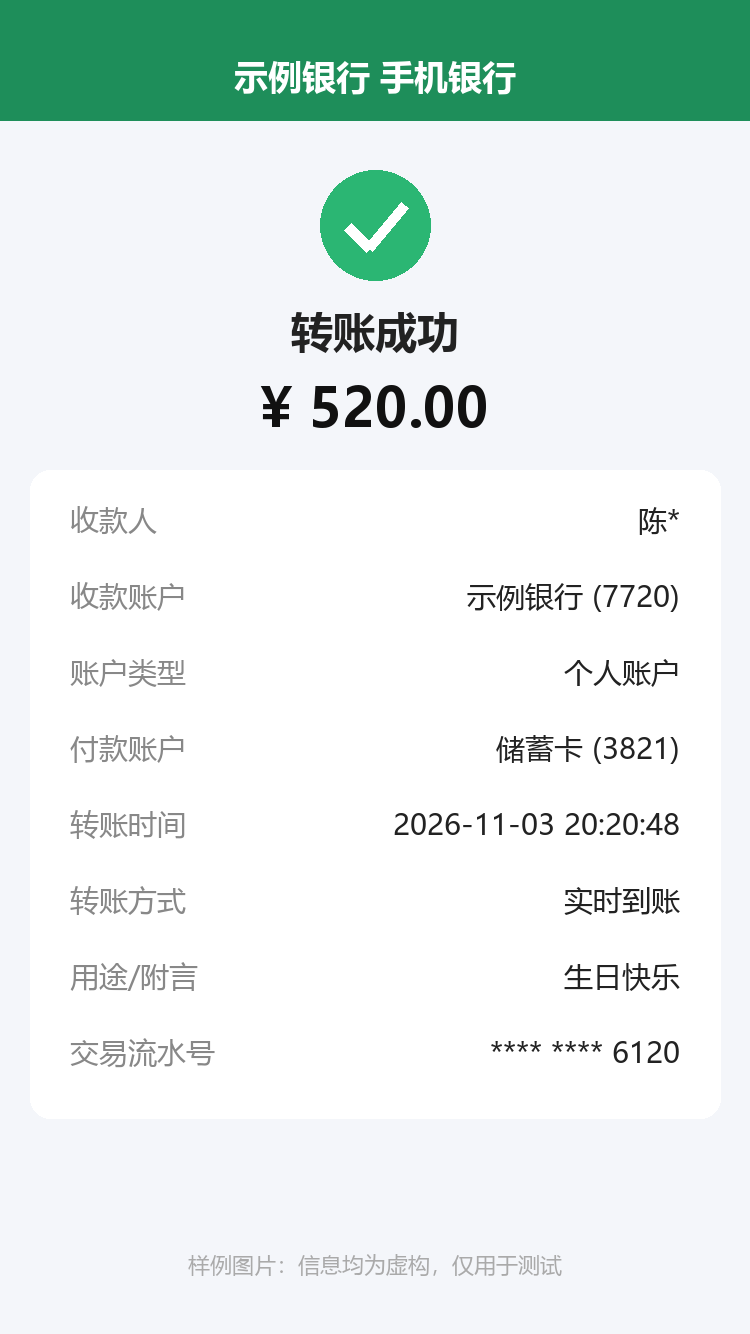 示例银行 手机银行
转账成功
¥ 520.00
收款人 陈*
收款账户 示例银行 (7720)
账户类型 个人账户
付款账户 储蓄卡 (3821)
转账时间 2026-11-03 20:20:48
转账方式 实时到账
用途/附言 生日快乐
交易流水号 **** **** 6120
样例图片：信息均为虚构，仅用于测试